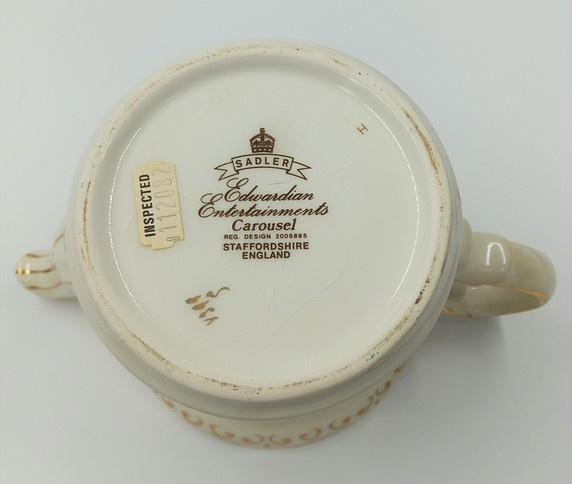 SADLER
Edwardian
Entertainments
Carousel
REG. DESIGN 2005895
STAFFORDSHIRE
ENGLAND
INSPECTED
H